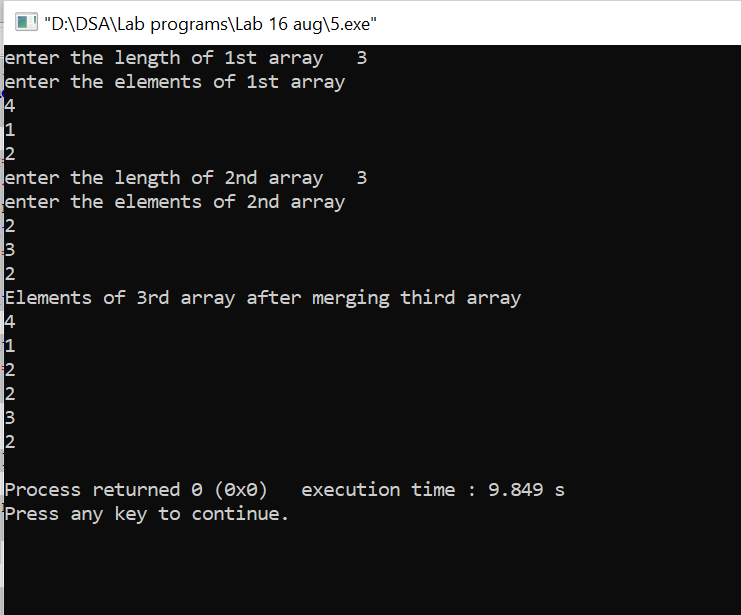 "D:\DSA\Lab programs\Lab 16 aug\5.exe"
enter the length of 1st array   3
enter the elements of 1st array
4
1
2
enter the length of 2nd array   3
enter the elements of 2nd array
2
3
2
Elements of 3rd array after merging third array
4
1
2
2
3
2
Process returned 0 (0x0)   execution time : 9.849 s
Press any key to continue.